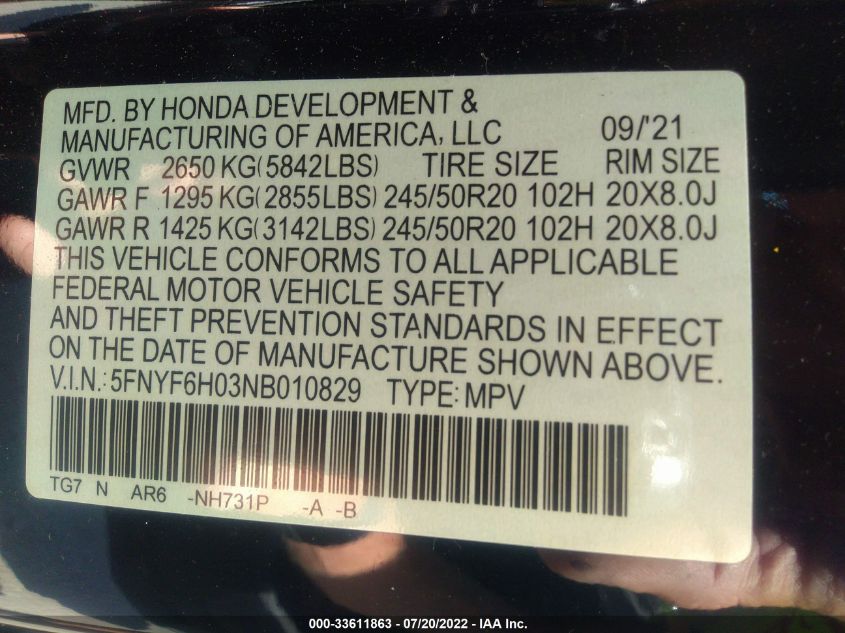 MFD. BY HONDA DEVELOPMENT &
MANUFACTURING OF AMERICA, LLC 09/'21
GVWR 2650 KG(5842LBS) TIRE SIZE RIM SIZE
GAWR F 1295 KG(2855LBS) 245/50R20 102H 20X8.0J
GAWR R 1425 KG(3142LBS) 245/50R20 102H 20X8.0J
THIS VEHICLE CONFORMS TO ALL APPLICABLE
FEDERAL MOTOR VEHICLE SAFETY
AND THEFT PREVENTION STANDARDS IN EFFECT
ON THE DATE OF MANUFACTURE SHOWN ABOVE.
V.I.N.: 5FNYF6H03NB010829 TYPE: MPV
TG7 N AR6 -NH731P -A -B
000-33611863 - 07/20/2022 - IAA Inc.